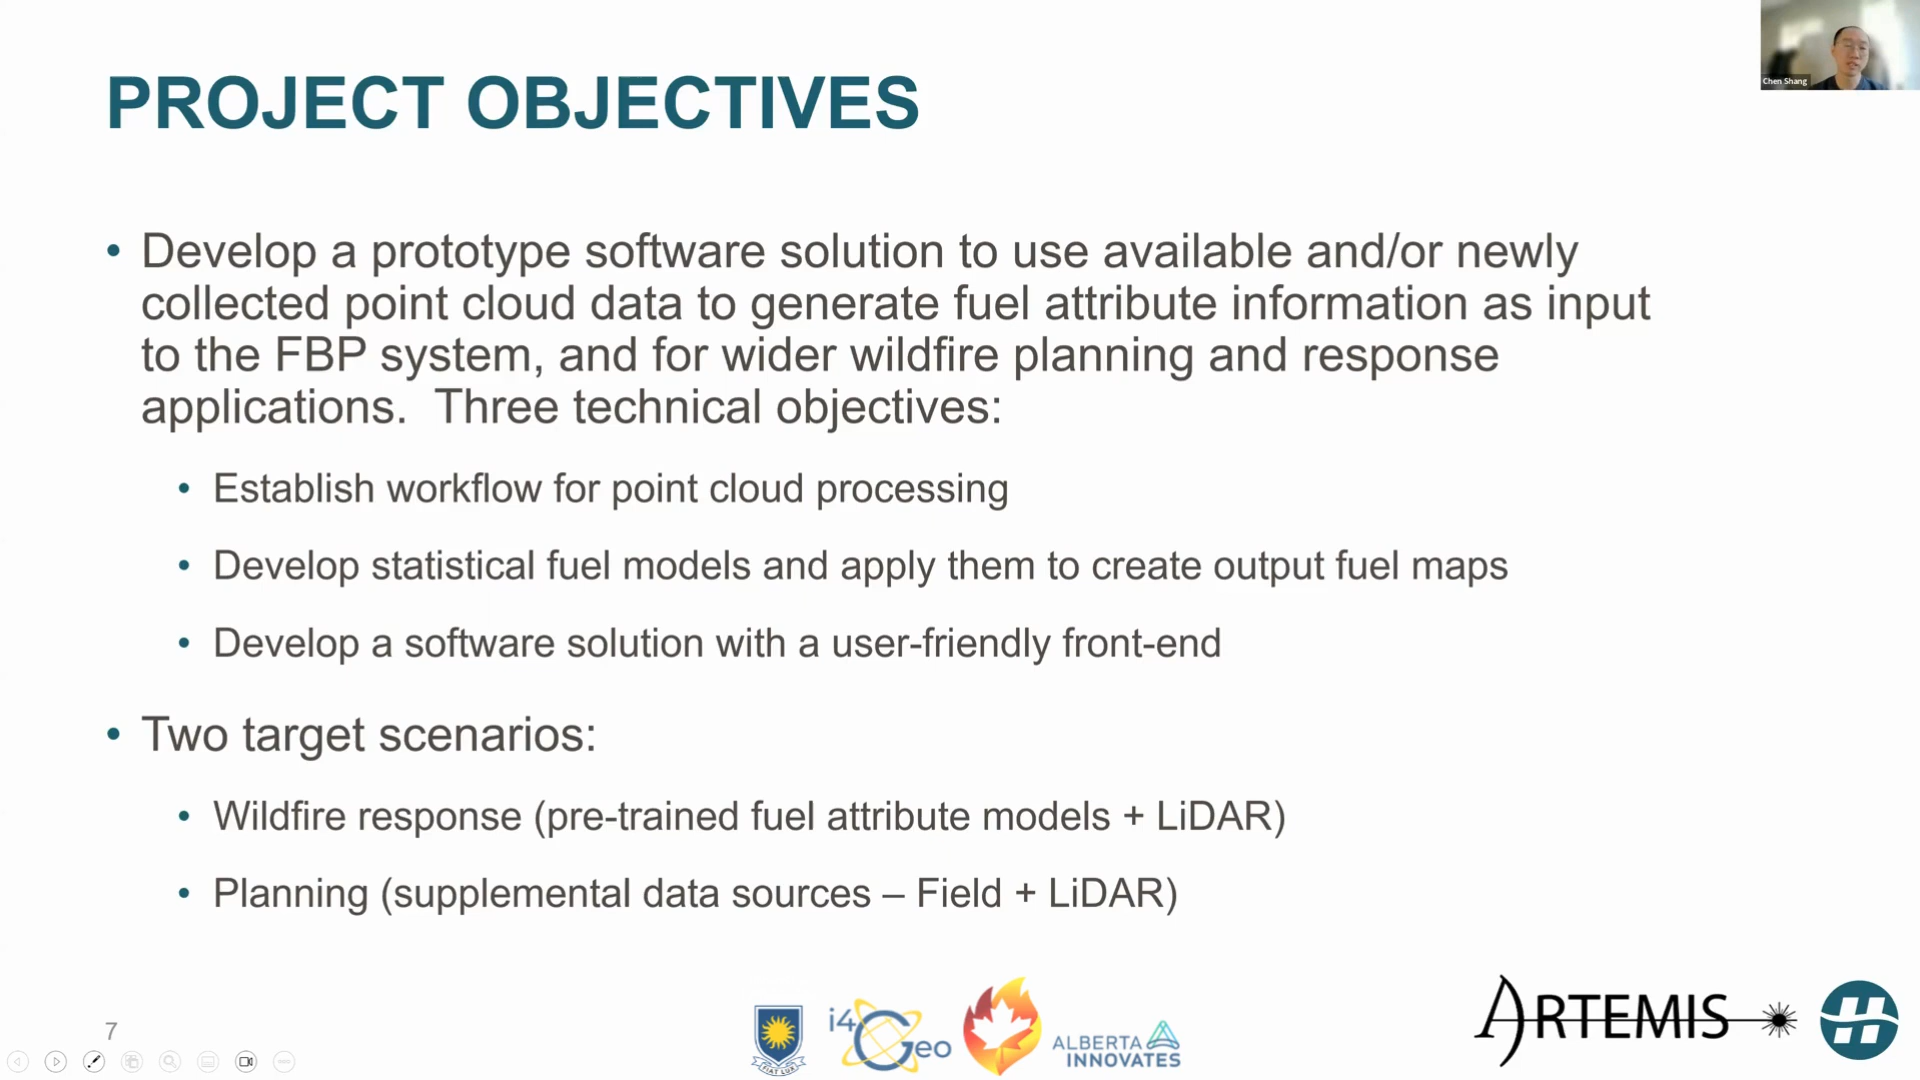 Chen Shang
PROJECT OBJECTIVES
• Develop a prototype software solution to use available and/or newly
collected point cloud data to generate fuel attribute information as input
to the FBP system, and for wider wildfire planning and response
applications.  Three technical objectives:
• Establish workflow for point cloud processing
• Develop statistical fuel models and apply them to create output fuel maps
• Develop a software solution with a user-friendly front-end
• Two target scenarios:
• Wildfire response (pre-trained fuel attribute models + LiDAR)
• Planning (supplemental data sources – Field + LiDAR)
7
FIAT LUX
i4Geo
ALBERTA
INNOVATES
ARTEMIS
H